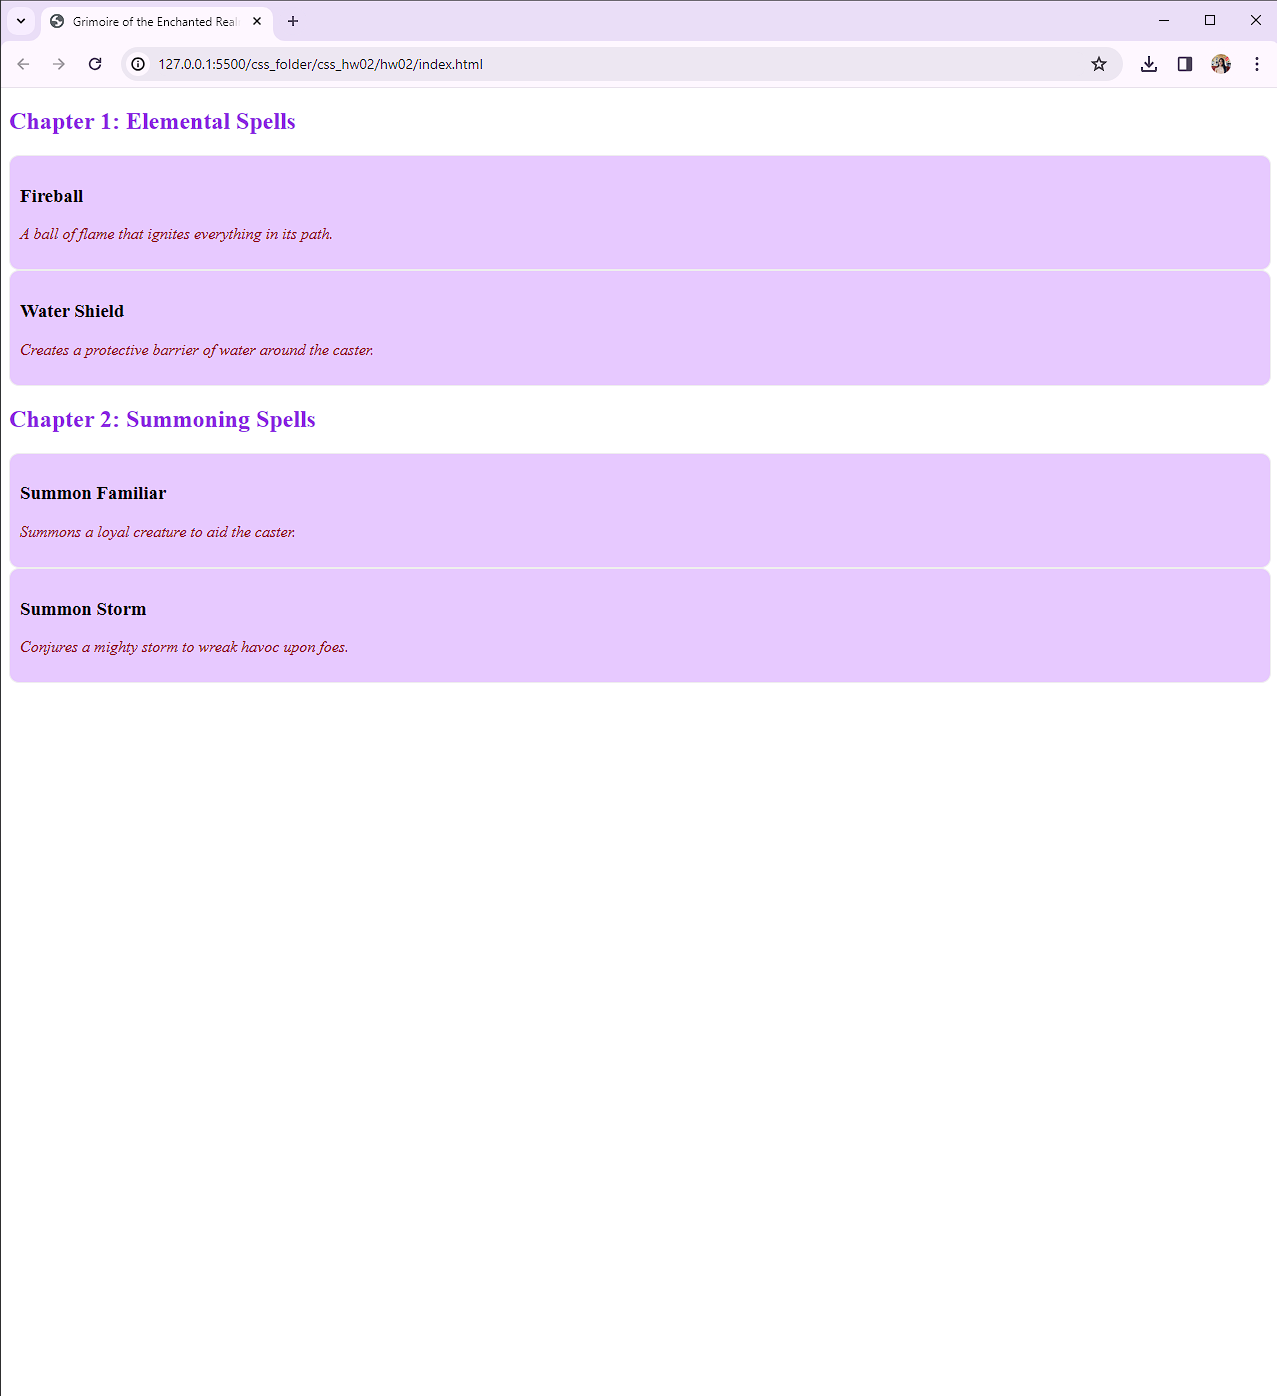 Grimoire of the Enchanted Real
127.0.0.1:5500/css_folder/css_hw02/hw02/index.html
Chapter 1: Elemental Spells
Fireball
A ball of flame that ignites everything in its path.
Water Shield
Creates a protective barrier of water around the caster.
Chapter 2: Summoning Spells
Summon Familiar
Summons a loyal creature to aid the caster.
Summon Storm
Conjures a mighty storm to wreak havoc upon foes.